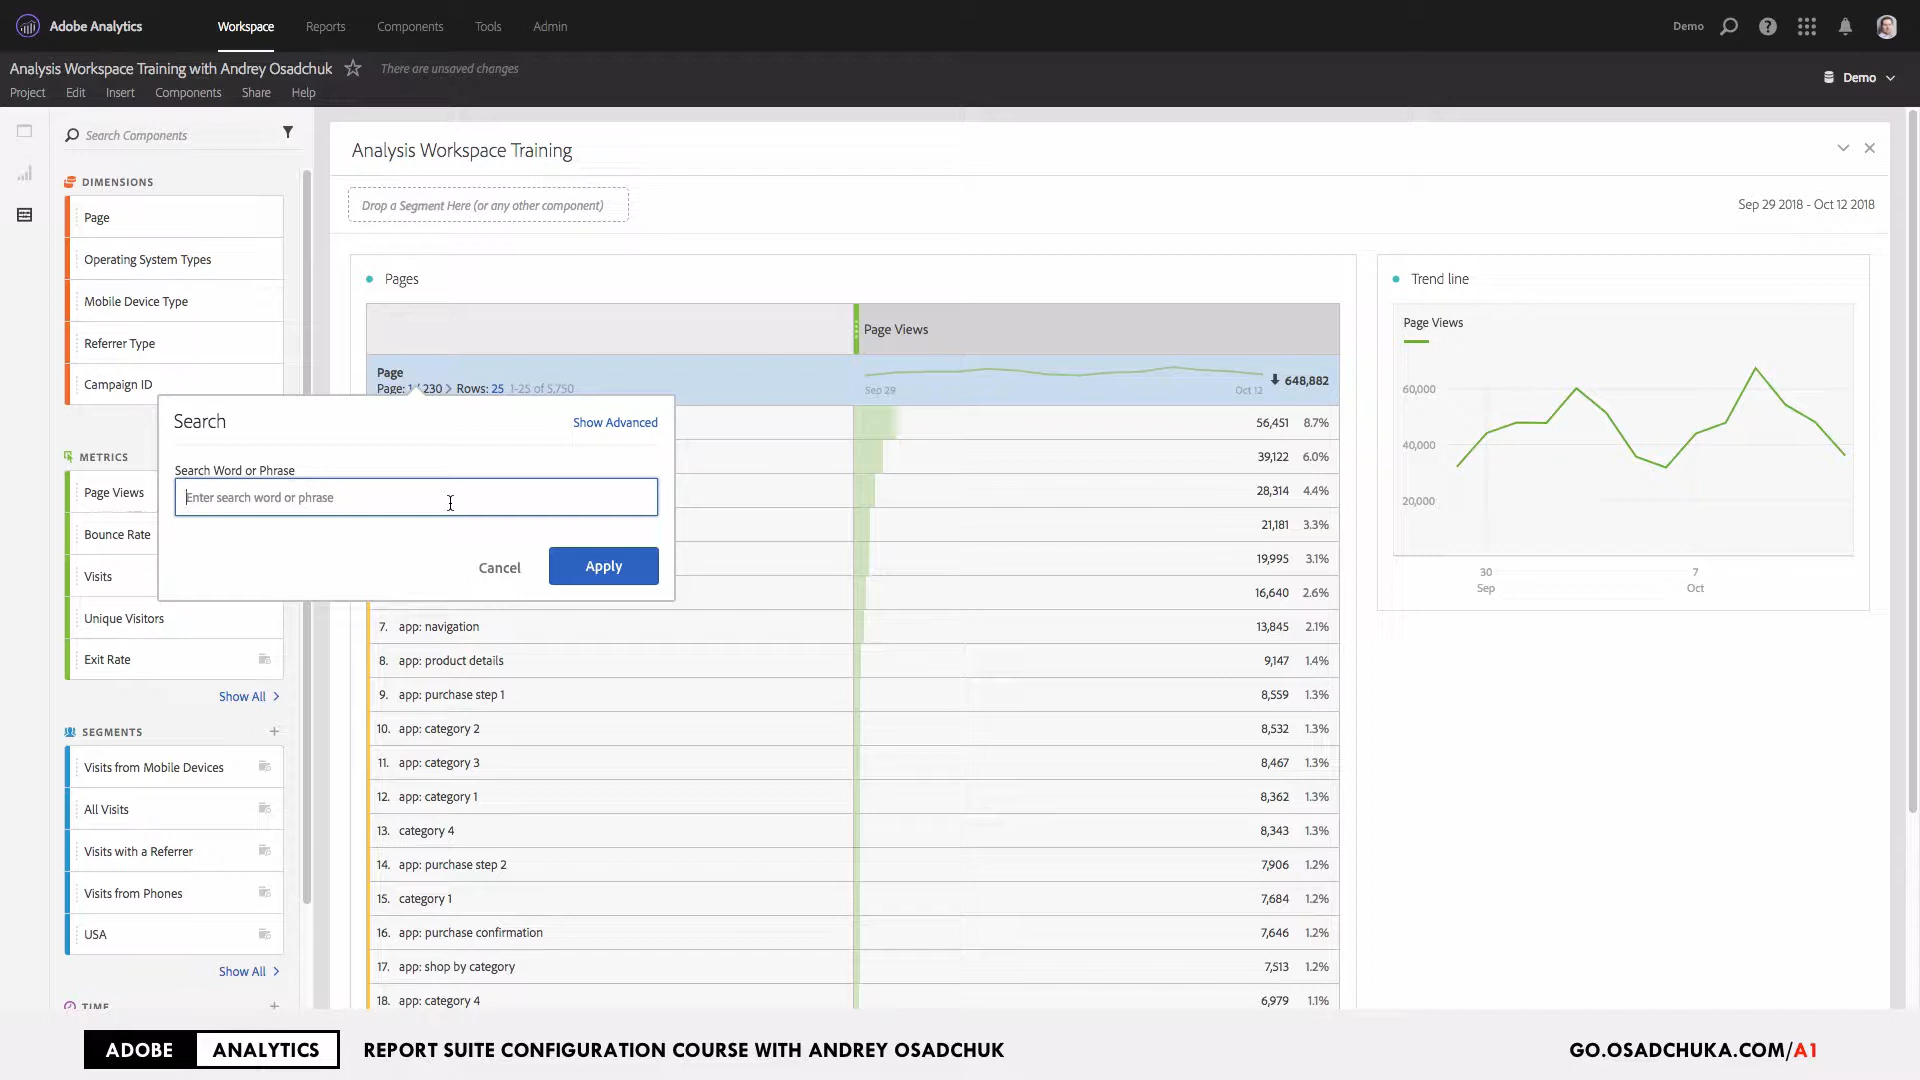 Adobe Analytics
Workspace
Reports
Components
Tools
Admin
Demo
Analysis Workspace Training with Andrey Osadchuk
There are unsaved changes
Demo
Project
Edit
Insert
Components
Share
Help
Search Components
DIMENSIONS
Page
Operating System Types
Mobile Device Type
Referrer Type
Campaign ID
METRICS
Page Views
Bounce Rate
Visits
Unique Visitors
Exit Rate
Show All
SEGMENTS
Visits from Mobile Devices
All Visits
Visits with a Referrer
Visits from Phones
USA
Show All
TIME
Analysis Workspace Training
Drop a Segment Here (or any other component)
Sep 29 2018 - Oct 12 2018
Pages
Page Views
Page
Page: 1 / 230 > Rows: 25 1-25 of 5,750
Sep 29
Oct 12
648,882
Search
Show Advanced
Search Word or Phrase
Enter search word or phrase
Cancel
Apply
56,451 8.7%
39,122 6.0%
28,314 4.4%
21,181 3.3%
19,995 3.1%
16,640 2.6%
7. app: navigation 13,845 2.1%
8. app: product details 9,147 1.4%
9. app: purchase step 1 8,559 1.3%
10. app: category 2 8,532 1.3%
11. app: category 3 8,467 1.3%
12. app: category 1 8,362 1.3%
13. category 4 8,343 1.3%
14. app: purchase step 2 7,906 1.2%
15. category 1 7,684 1.2%
16. app: purchase confirmation 7,646 1.2%
17. app: shop by category 7,513 1.2%
18. app: category 4 6,979 1.1%
Trend line
Page Views
60,000
40,000
20,000
30
Sep
7
Oct
ADOBE ANALYTICS
REPORT SUITE CONFIGURATION COURSE WITH ANDREY OSADCHUK
GO.OSADCHUKA.COM/A1